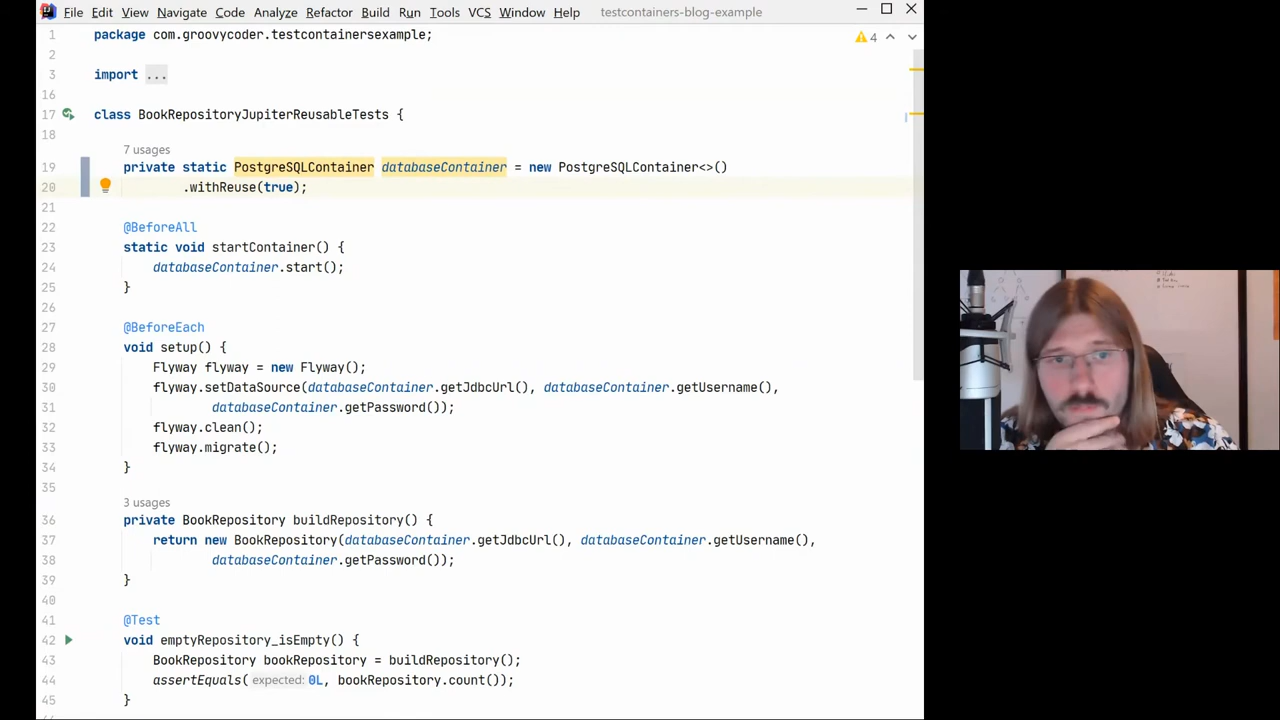 File Edit View Navigate Code Analyze Refactor Build Run Tools VCS Window Help testcontainers-blog-example
1 package com.groovycoder.testcontainersexample; 4
2
3 import ...
16
17 class BookRepositoryJupiterReusableTests {
18
7 usages
19 private static PostgreSQLContainer databaseContainer = new PostgreSQLContainer<>()
20 .withReuse(true);
21
22 @BeforeAll
23 static void startContainer() {
24 databaseContainer.start();
25 }
26
27 @BeforeEach
28 void setup() {
29 Flyway flyway = new Flyway();
30 flyway.setDataSource(databaseContainer.getJdbcUrl(), databaseContainer.getUsername(),
31 databaseContainer.getPassword());
32 flyway.clean();
33 flyway.migrate();
34 }
35
3 usages
36 private BookRepository buildRepository() {
37 return new BookRepository(databaseContainer.getJdbcUrl(), databaseContainer.getUsername(),
38 databaseContainer.getPassword());
39 }
40
41 @Test
42 void emptyRepository_isEmpty() {
43 BookRepository bookRepository = buildRepository();
44 assertEquals( expected: 0L, bookRepository.count());
45 }